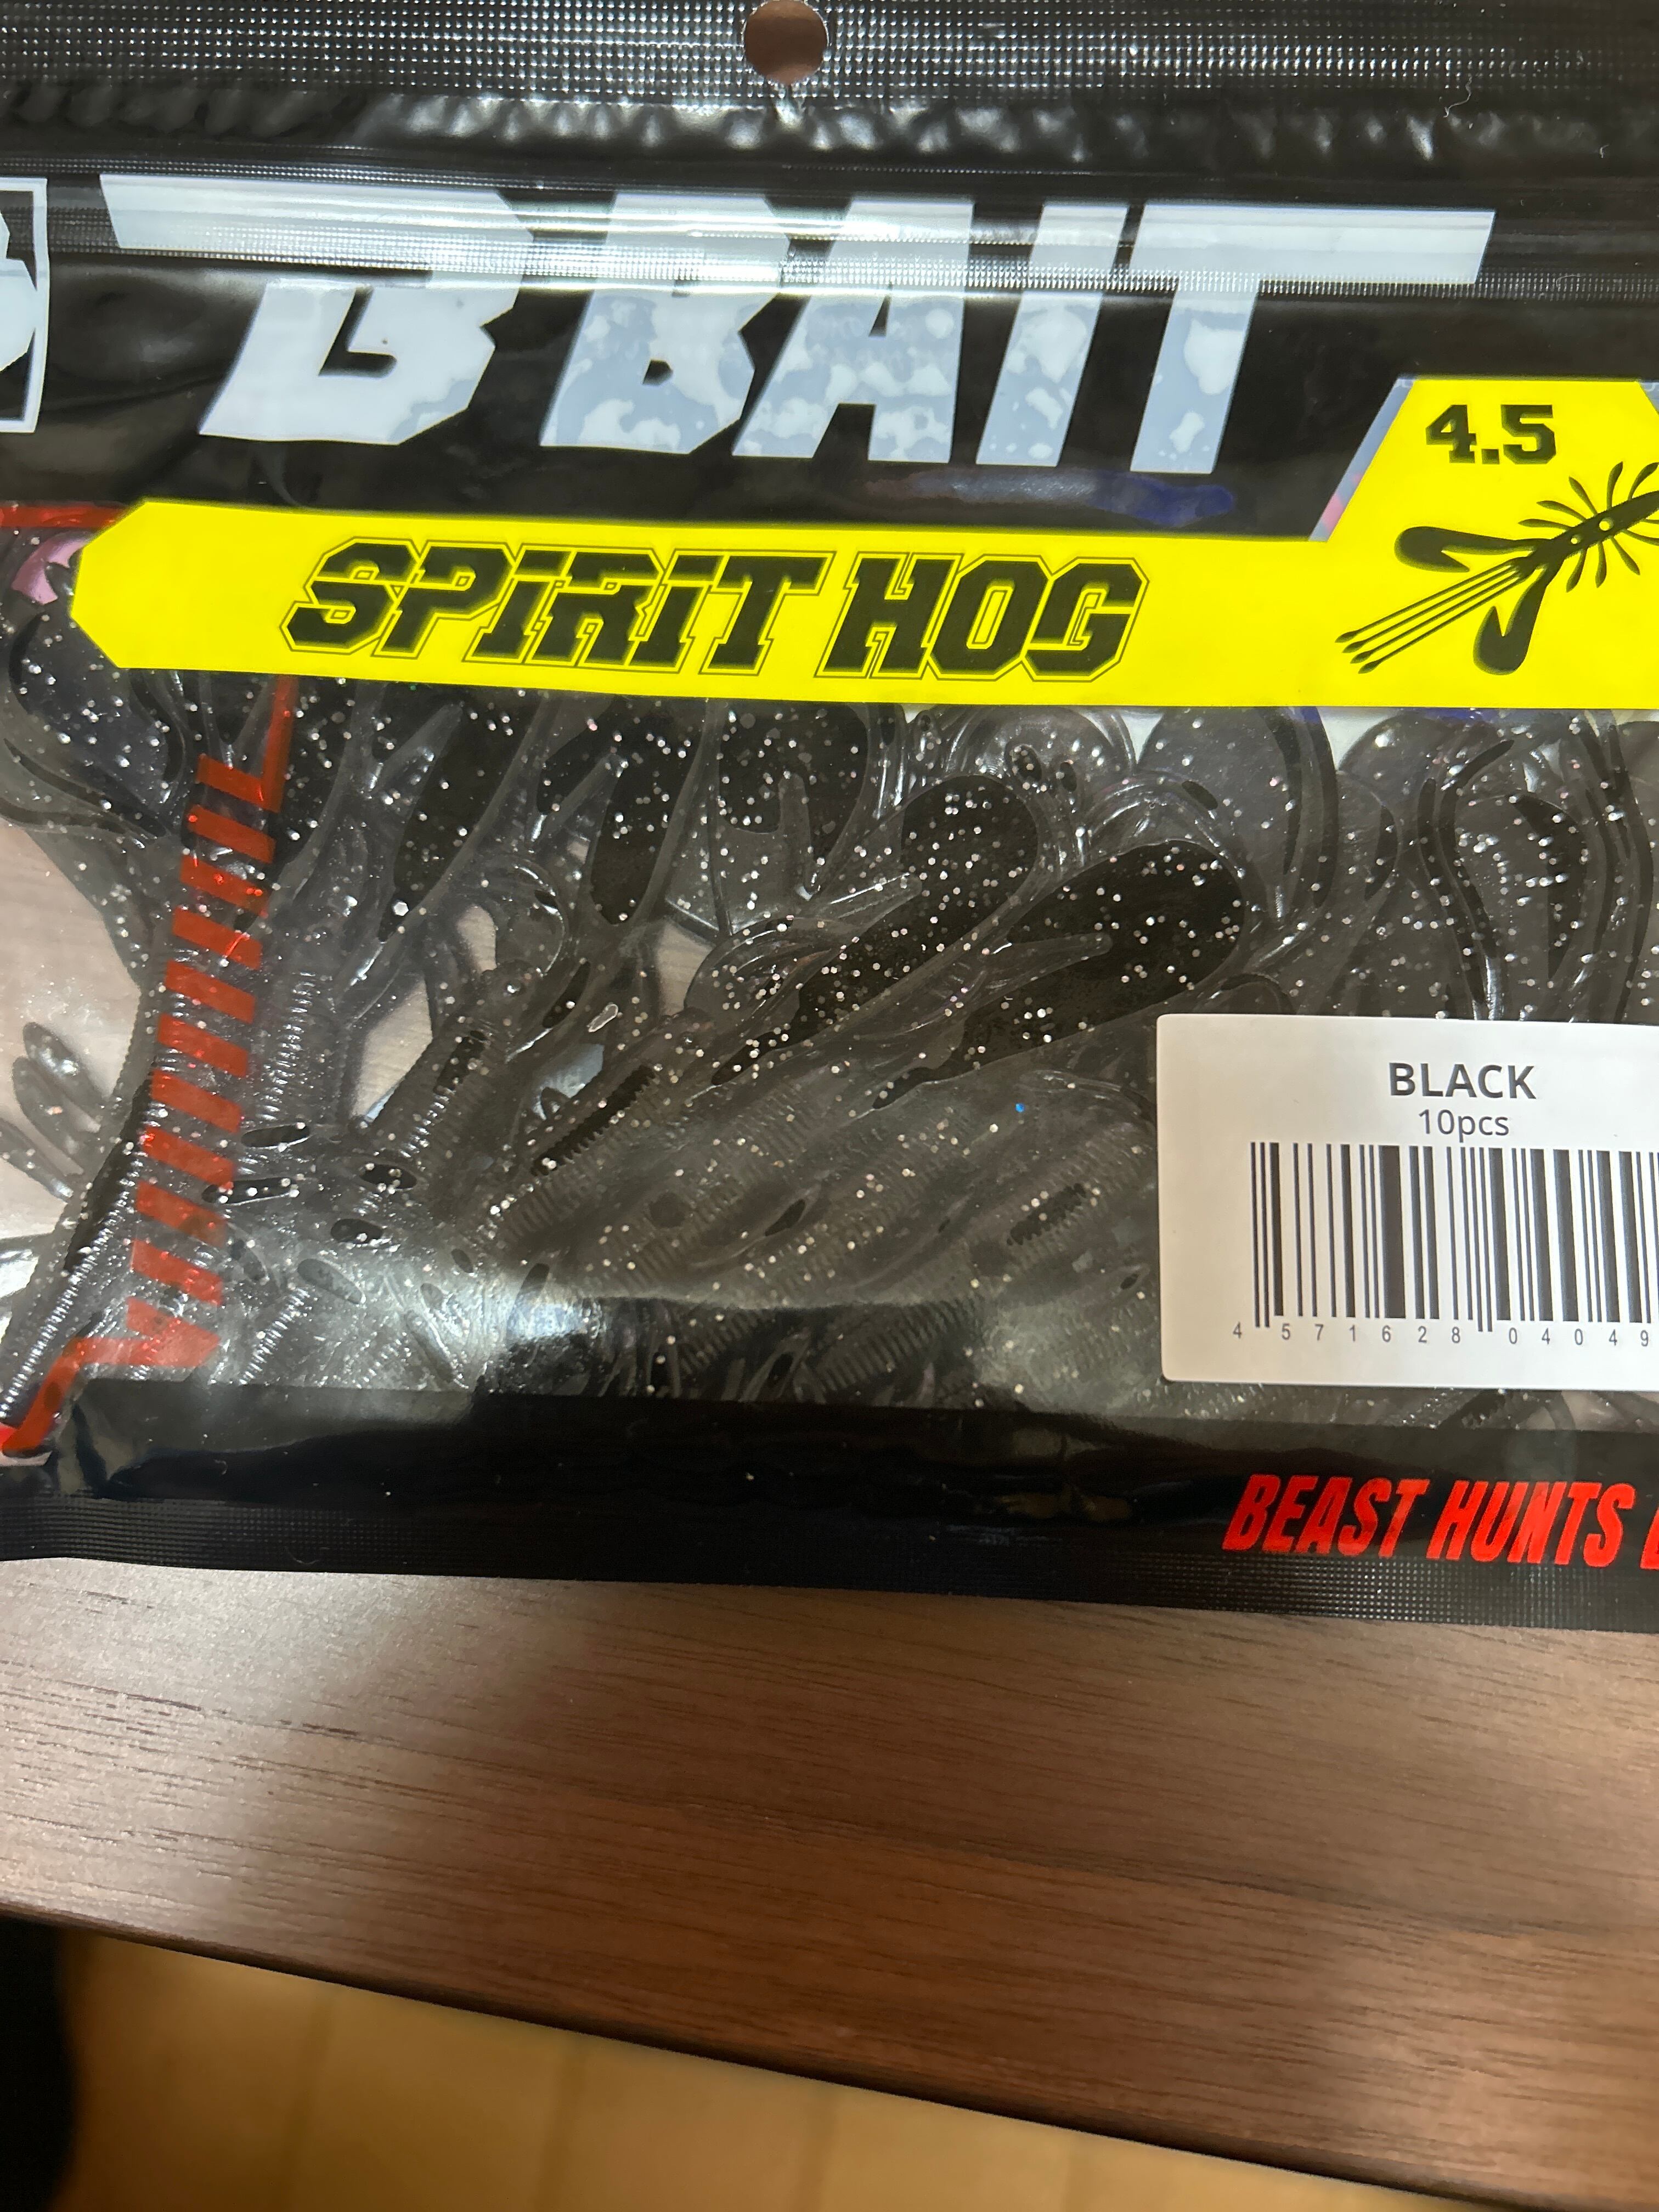 B BAIT
4.5
SPIRIT HOG
BLACK
10pcs
4 571628 04049
BEAST HUNTS